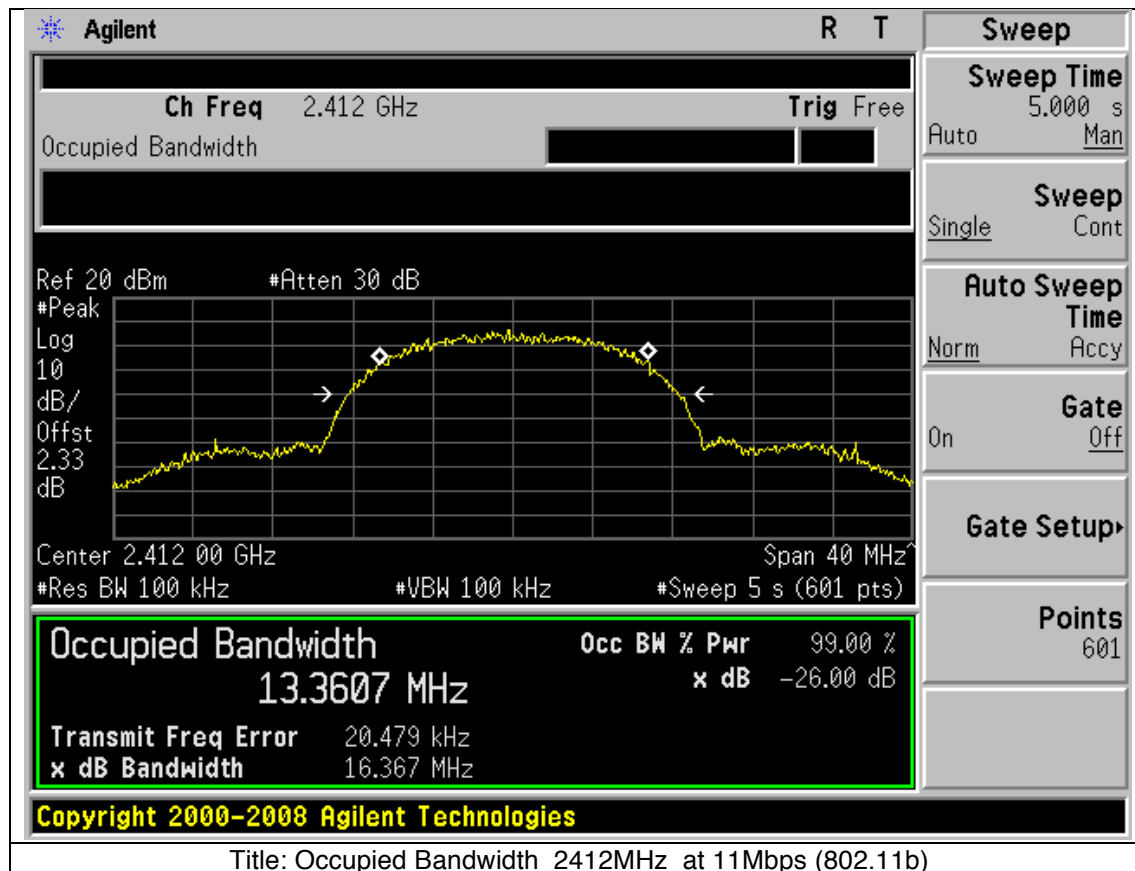 Agilent R T
Ch Freq 2.412 GHz Trig Free
Occupied Bandwidth
Ref 20 dBm #Atten 30 dB
#Peak
Log
10
dB/
Offst
2.33
dB
Center 2.412 00 GHz Span 40 MHz^
#Res BW 100 kHz #VBW 100 kHz #Sweep 5 s (601 pts)
Occupied Bandwidth Occ BW % Pwr 99.00 %
13.3607 MHz x dB -26.00 dB
Transmit Freq Error 20.479 kHz
x dB Bandwidth 16.367 MHz
Copyright 2000-2008 Agilent Technologies
Sweep
Sweep Time
5.000 s
Auto Man
Sweep
Single Cont
Auto Sweep
Time
Norm Accy
Gate
On Off
Gate Setup
Points
601
Title: Occupied Bandwidth 2412MHz at 11Mbps (802.11b)